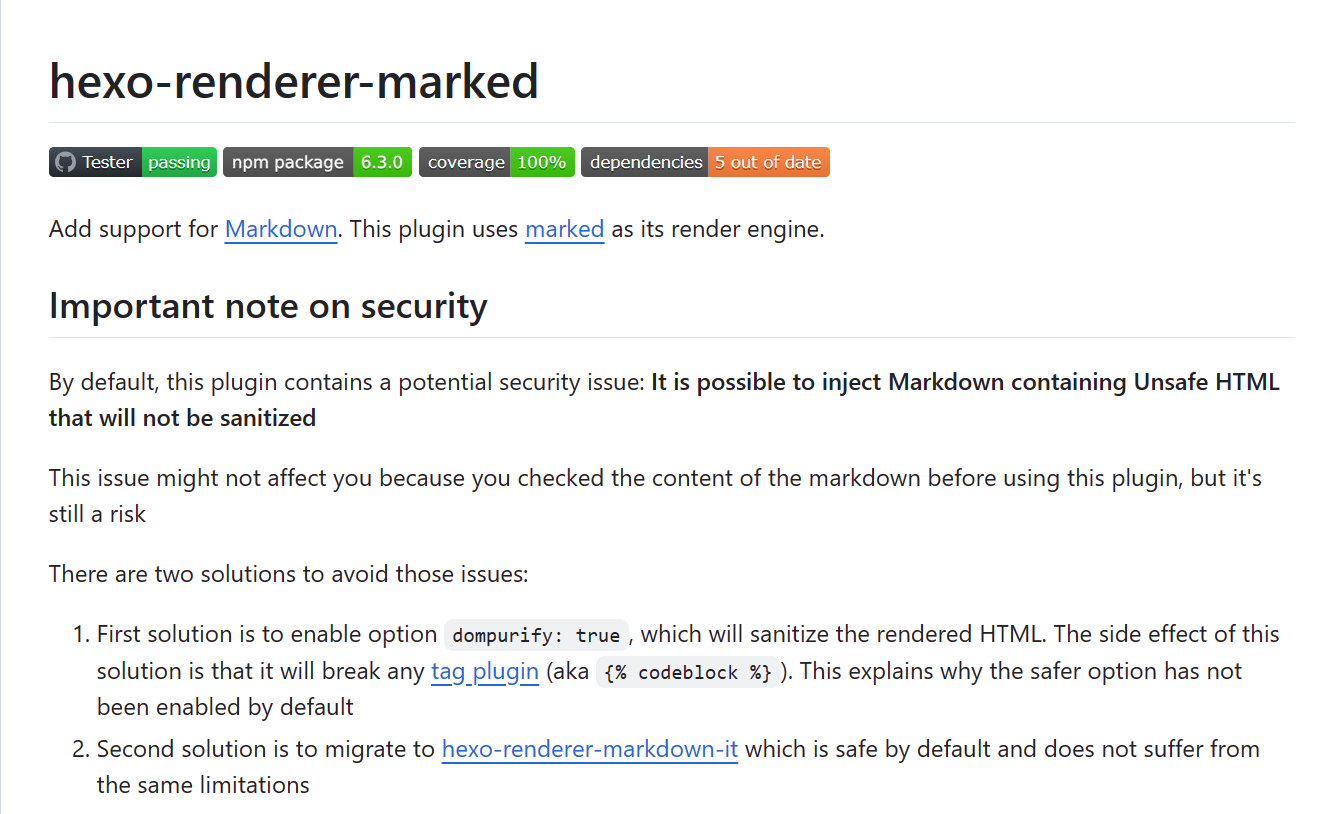 hexo-renderer-marked
Tester passing npm package 6.3.0 coverage 100% dependencies 5 out of date
Add support for Markdown. This plugin uses marked as its render engine.
Important note on security
By default, this plugin contains a potential security issue: It is possible to inject Markdown containing Unsafe HTML
that will not be sanitized
This issue might not affect you because you checked the content of the markdown before using this plugin, but it's
still a risk
There are two solutions to avoid those issues:
1. First solution is to enable option dompurify: true, which will sanitize the rendered HTML. The side effect of this
solution is that it will break any tag plugin (aka {% codeblock %}). This explains why the safer option has not
been enabled by default
2. Second solution is to migrate to hexo-renderer-markdown-it which is safe by default and does not suffer from
the same limitations